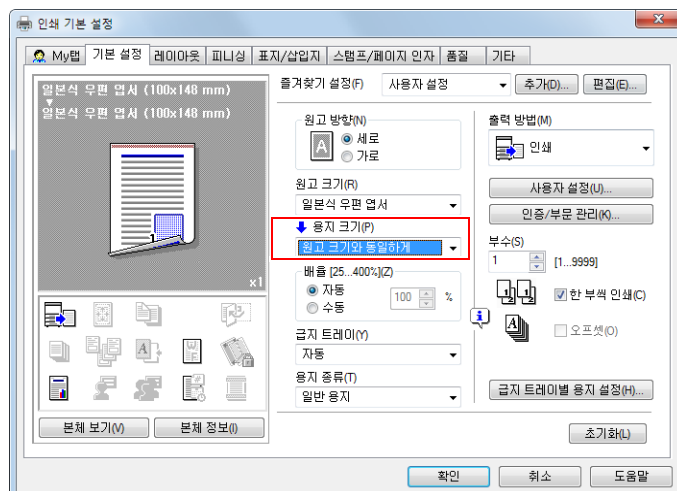 인쇄 기본 설정
My탭 기본 설정 레이아웃 피니싱 표지/삽입지 스탬프/페이지 인자 품질 기타
일본식 우편 엽서 (100x148 mm)
일본식 우편 엽서 (100x148 mm)
1
x1
본체 보기(V) 본체 정보(I)
즐겨찾기 설정(F) 사용자 설정 추가(D)... 편집(E)...
원고 방향(N)
A
세로
가로
원고 크기(R)
일본식 우편 엽서
용지 크기(P)
원고 크기와 동일하게
배율 [25...400%](Z)
자동
수동
100 %
급지 트레이(Y)
자동
용지 종류(T)
일반 용지
출력 방법(M)
인쇄
사용자 설정(U)...
인증/부문 관리(K)...
부수(S)
1 [1...9999]
한 부씩 인쇄(C)
오프셋(O)
급지 트레이별 용지 설정(H)...
초기화(L)
확인 취소 도움말